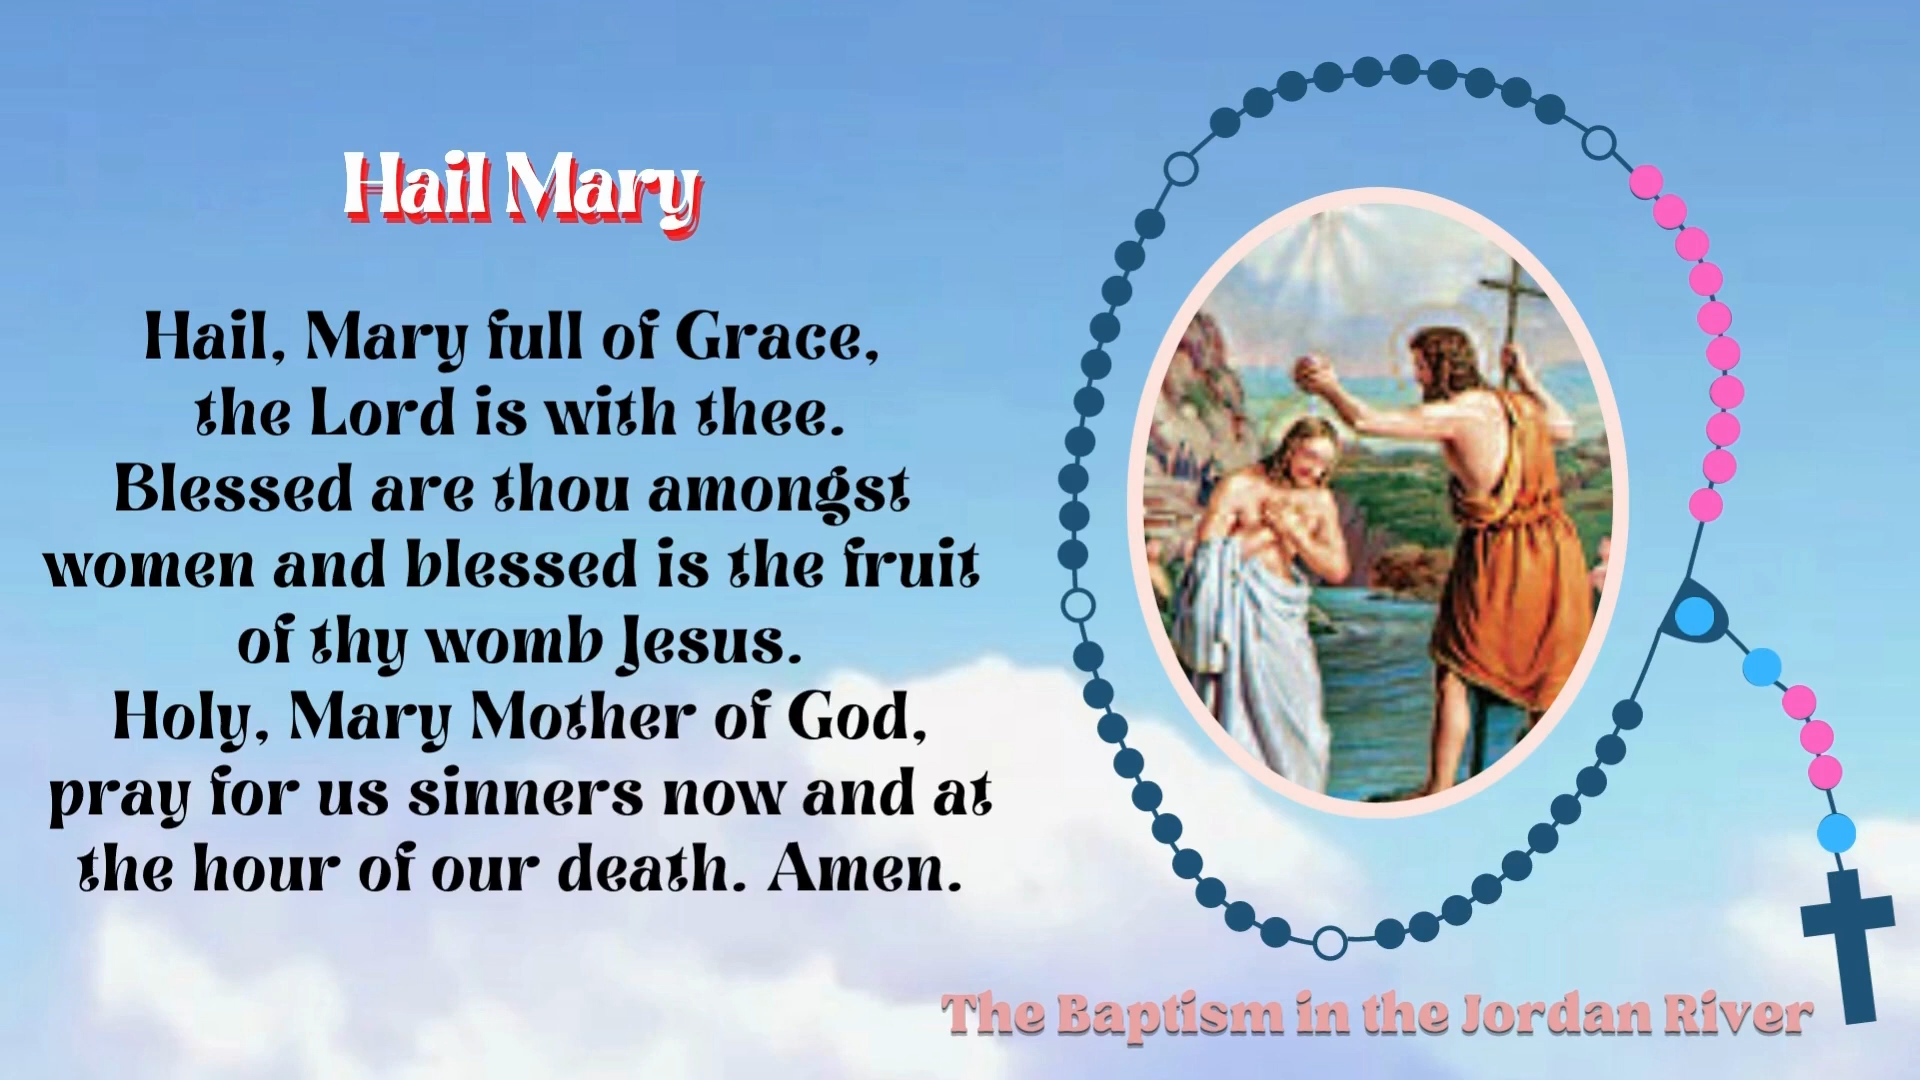 Hail Mary
Hail, Mary full of Grace,
the Lord is with thee.
Blessed are thou amongst
women and blessed is the fruit
of thy womb Jesus.
Holy, Mary Mother of God,
pray for us sinners now and at
the hour of our death. Amen.
The Baptism in the Jordan River